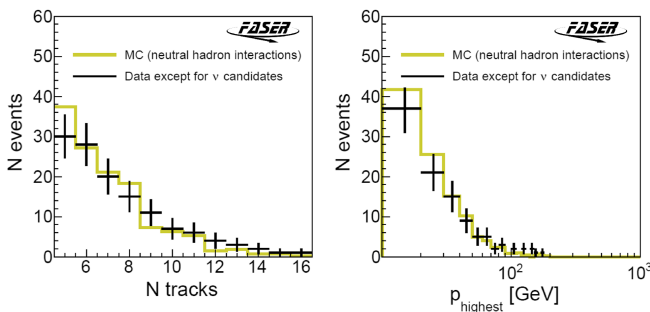 60
50
40
30
20
10
0
N events
FASER
MC (neutral hadron interactions)
Data except for ν candidates
6 8 10 12 14 16
N tracks
60
50
40
30
20
10
0
N events
FASER
MC (neutral hadron interactions)
Data except for ν candidates
10² 10³
p_highest [GeV]